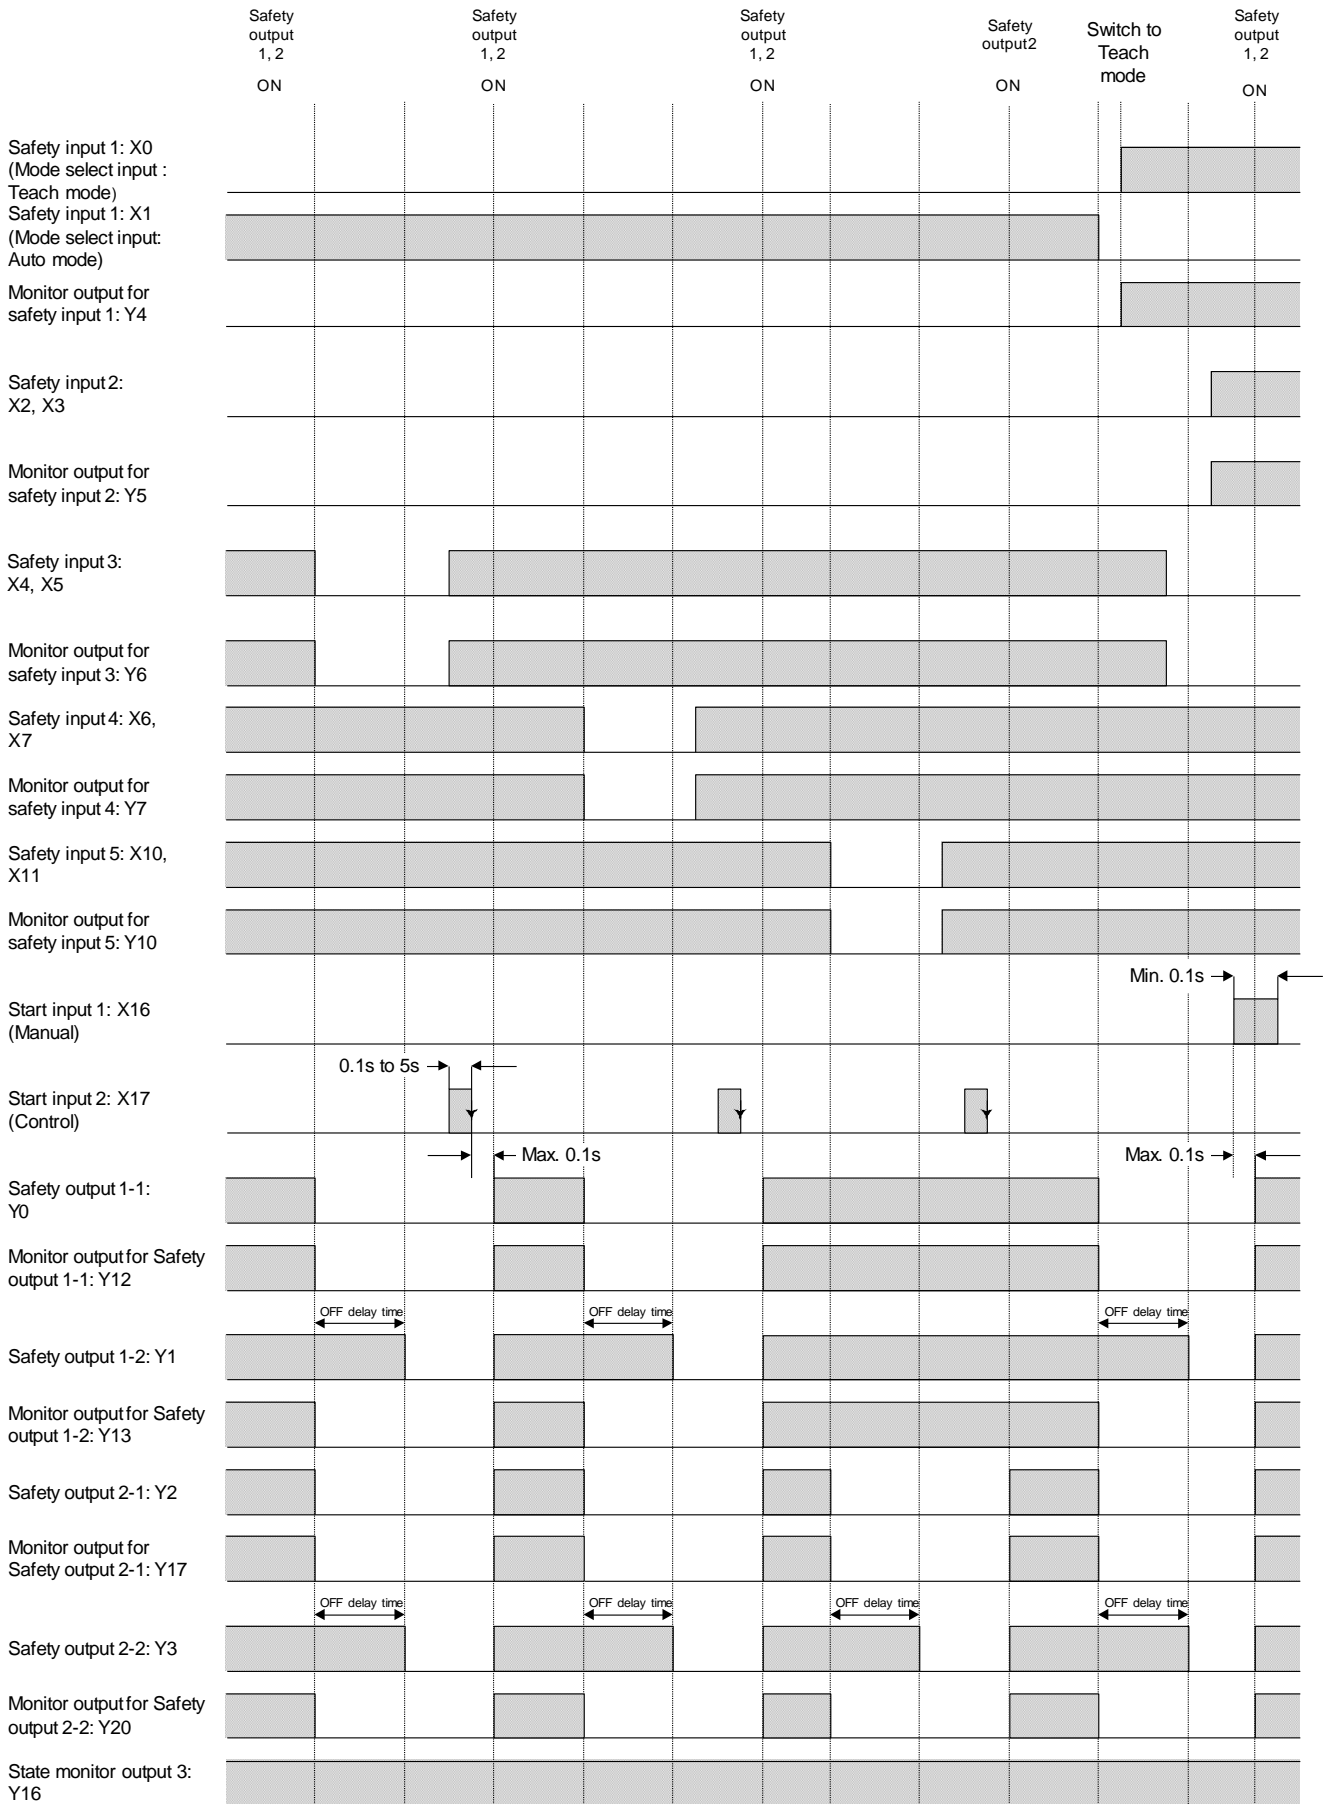 Safety
output
1, 2
ON
Safety
output
1, 2
ON
Safety
output
1, 2
ON
Safety
output2
ON
Switch to
Teach
mode
Safety
output
1, 2
ON
Safety input 1: X0
(Mode select input :
Teach mode)
Safety input 1: X1
(Mode select input:
Auto mode)
Monitor output for
safety input 1: Y4
Safety input 2:
X2, X3
Monitor output for
safety input 2: Y5
Safety input 3:
X4, X5
Monitor output for
safety input 3: Y6
Safety input 4: X6,
X7
Monitor output for
safety input 4: Y7
Safety input 5: X10,
X11
Monitor output for
safety input 5: Y10
Min. 0.1s
Start input 1: X16
(Manual)
0.1s to 5s
Start input 2: X17
(Control)
Max. 0.1s
Max. 0.1s
Safety output 1-1:
Y0
Monitor output for Safety
output 1-1: Y12
OFF delay time
OFF delay time
OFF delay time
Safety output 1-2: Y1
Monitor output for Safety
output 1-2: Y13
Safety output 2-1: Y2
Monitor output for
Safety output 2-1: Y17
OFF delay time
OFF delay time
OFF delay time
OFF delay time
Safety output 2-2: Y3
Monitor output for Safety
output 2-2: Y20
State monitor output 3:
Y16